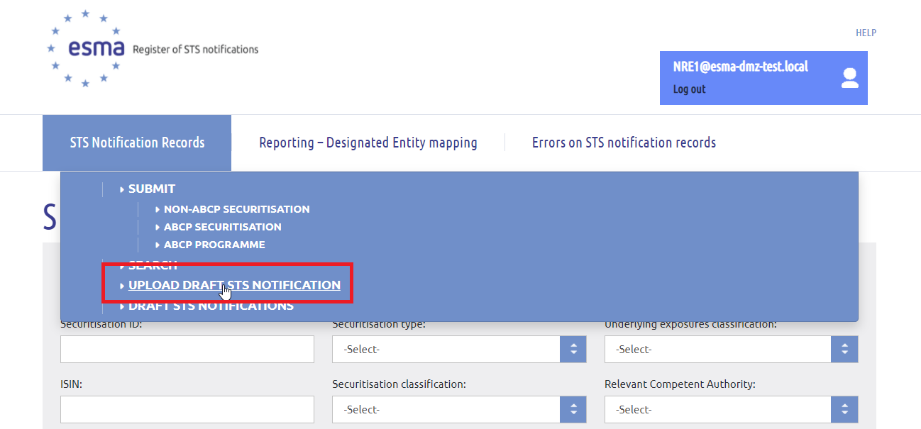 esma Register of STS notifications
HELP
NRE1@esma-dmz-test.local
Log out
STS Notification Records
Reporting – Designated Entity mapping
Errors on STS notification records
SUBMIT
NON-ABCP SECURITISATION
ABCP SECURITISATION
ABCP PROGRAMME
S
SEARCH
UPLOAD DRAFT STS NOTIFICATION
DRAFT STS NOTIFICATIONS
Securitisation ID:
Securitisation type:
Underlying exposures classification:
-Select-
-Select-
ISIN:
Securitisation classification:
Relevant Competent Authority:
-Select-
-Select-